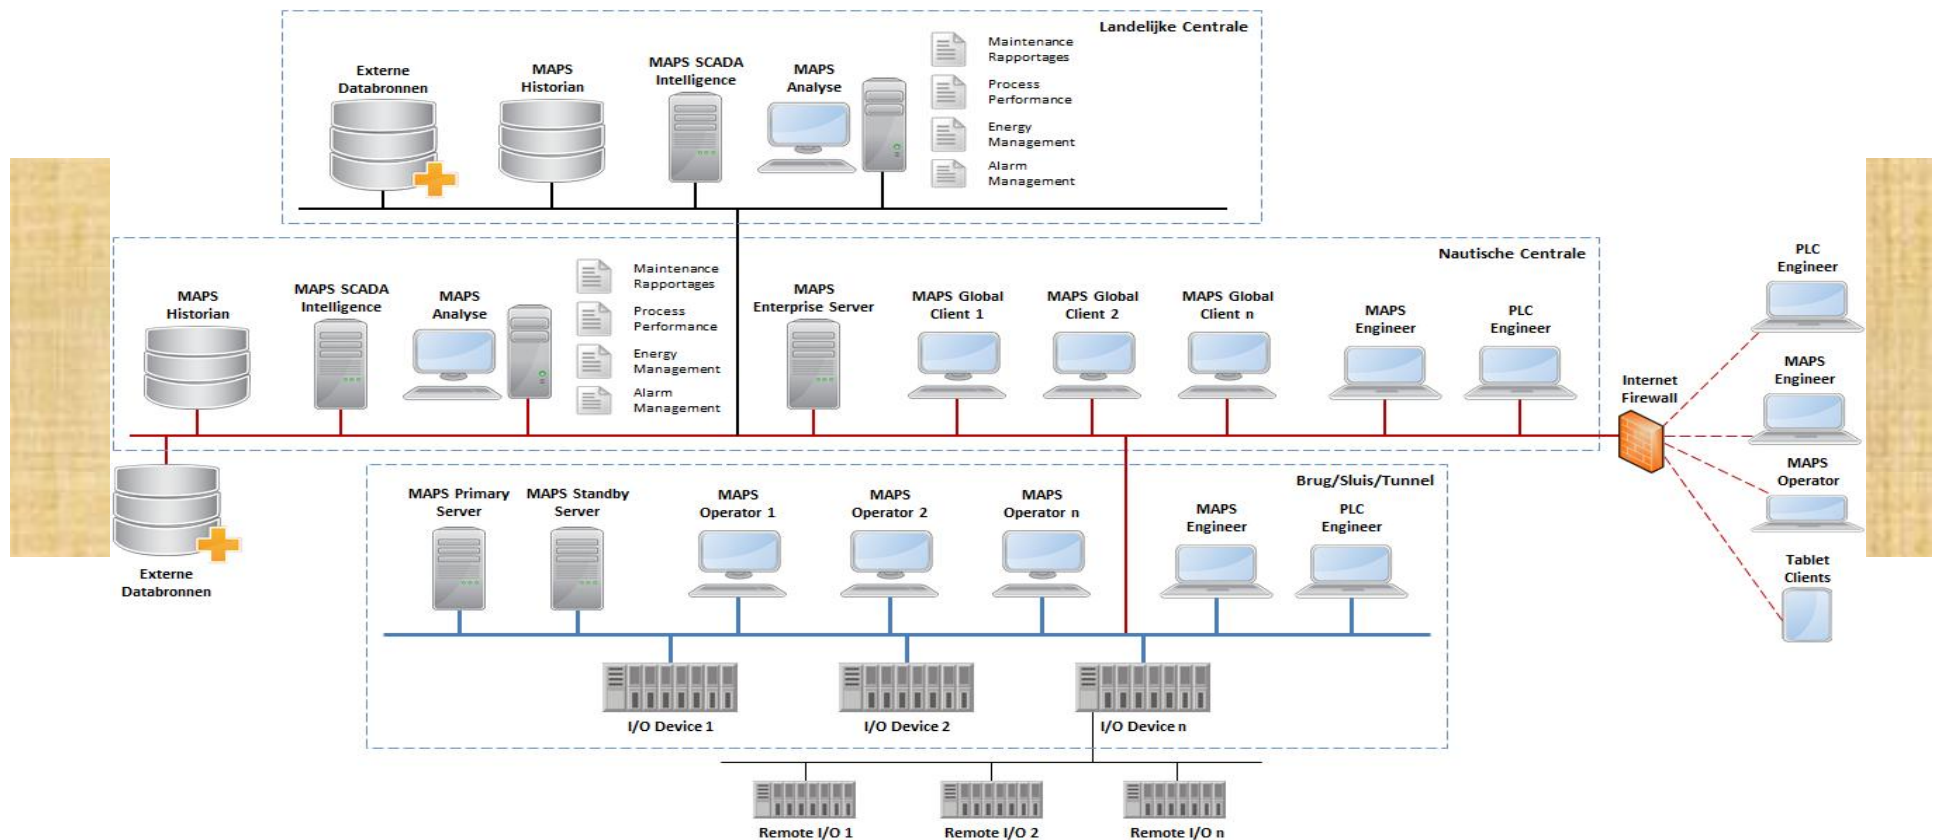 Landelijke Centrale
Externe
Databronnen
MAPS
Historian
MAPS SCADA
Intelligence
MAPS
Analyse
Maintenance
Rapportages
Process
Performance
Energy
Management
Alarm
Management
Nautische Centrale
MAPS
Historian
MAPS SCADA
Intelligence
MAPS
Analyse
Maintenance
Rapportages
Process
Performance
Energy
Management
Alarm
Management
MAPS
Enterprise Server
MAPS Global
Client 1
MAPS Global
Client 2
MAPS Global
Client n
MAPS
Engineer
PLC
Engineer
Internet
Firewall
PLC
Engineer
MAPS
Engineer
MAPS
Operator
Tablet
Clients
Externe
Databronnen
Brug/Sluis/Tunnel
MAPS Primary
Server
MAPS Standby
Server
MAPS
Operator 1
MAPS
Operator 2
MAPS
Operator n
MAPS
Engineer
PLC
Engineer
I/O Device 1
I/O Device 2
I/O Device n
Remote I/O 1
Remote I/O 2
Remote I/O n